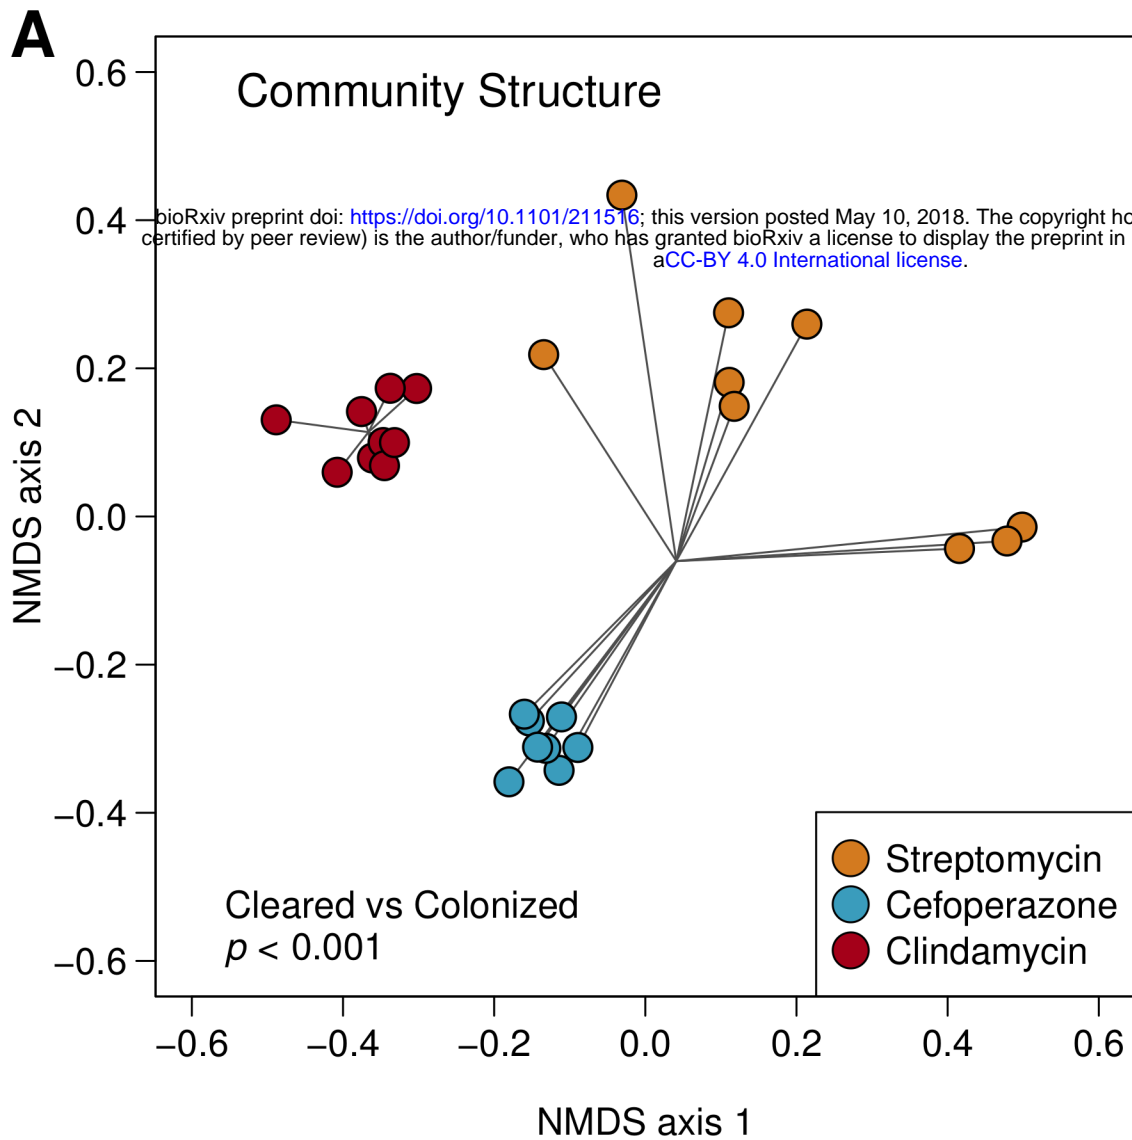 A
Community Structure
bioRxiv preprint doi: https://doi.org/10.1101/211516; this version posted May 10, 2018. The copyright ho
certified by peer review) is the author/funder, who has granted bioRxiv a license to display the preprint in
aCC-BY 4.0 International license.
0.6
0.4
0.2
0.0
−0.2
−0.4
−0.6
NMDS axis 2
Streptomycin
Cefoperazone
Clindamycin
Cleared vs Colonized
p < 0.001
−0.6 −0.4 −0.2 0.0 0.2 0.4 0.6
NMDS axis 1